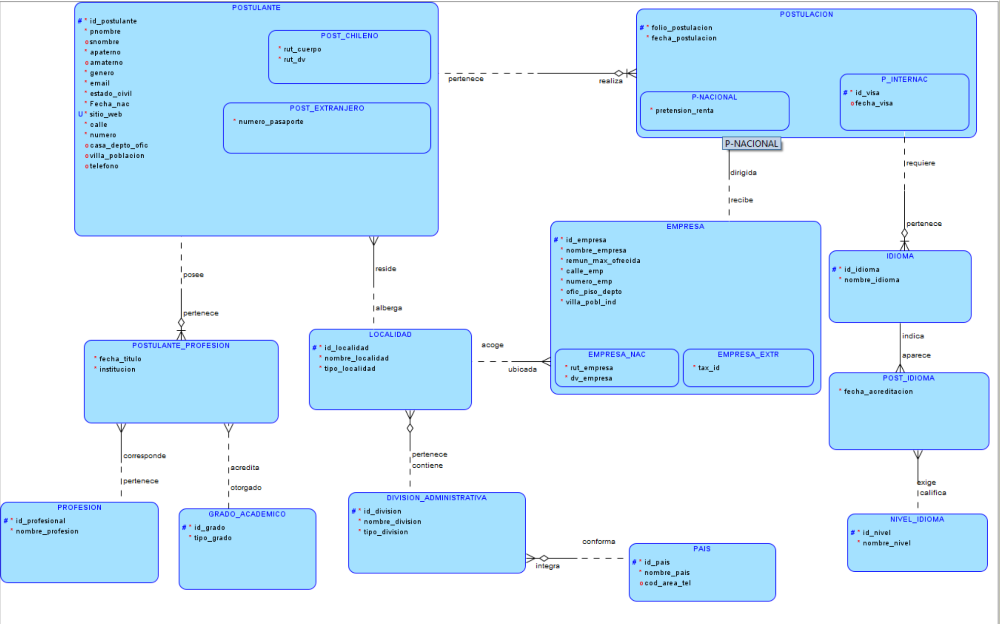 POSTULANTE
# * id_postulante
* pnombre
o snombre
* apaterno
o amaterno
* genero
* email
* estado_civil
* Fecha_nac
U * sitio_web
* calle
* numero
o casa_depto_ofic
o villa_poblacion
o telefono
POST_CHILENO
* rut_cuerpo
* rut_dv
POST_EXTRANJERO
* numero_pasaporte
pertenece
realiza
POSTULACION
# * folio_postulacion
* fecha_postulacion
P-NACIONAL
* pretension_renta
P_INTERNAC
# * id_visa
o fecha_visa
P-NACIONAL
dirigida
recibe
requiere
pertenece
posee
pertenece
reside
alberga
EMPRESA
# * id_empresa
* nombre_empresa
* remun_max_ofrecida
* calle_emp
* numero_emp
* ofic_piso_depto
* villa_pobl_ind
EMPRESA_NAC
* rut_empresa
* dv_empresa
EMPRESA_EXTR
* tax_id
IDIOMA
# * id_idioma
* nombre_idioma
indica
aparece
POSTULANTE_PROFESION
* fecha_titulo
* institucion
LOCALIDAD
# * id_localidad
* nombre_localidad
* tipo_localidad
acoge
ubicada
POST_IDIOMA
* fecha_acreditacion
corresponde
pertenece
acredita
otorgado
pertenece
contiene
exige
califica
PROFESION
# * id_profesional
* nombre_profesion
GRADO_ACADEMICO
# * id_grado
* tipo_grado
DIVISION_ADMINISTRATIVA
# * id_division
* nombre_division
* tipo_division
conforma
integra
PAIS
# * id_pais
* nombre_pais
o cod_area_tel
NIVEL_IDIOMA
# * id_nivel
* nombre_nivel